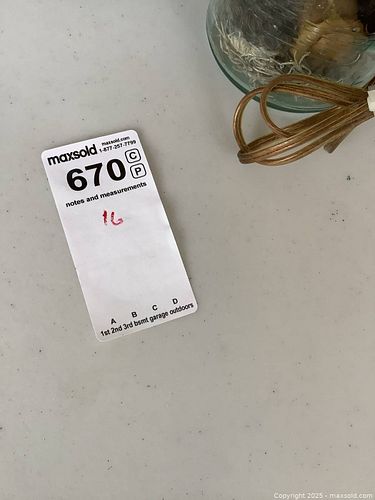 maxsold
maxsold.com
1-877-257-7799
670
C
P
notes and measurements
16
A B C D
1st 2nd 3rd bsmt garage outdoors
Copyright 2025 - maxsold.com